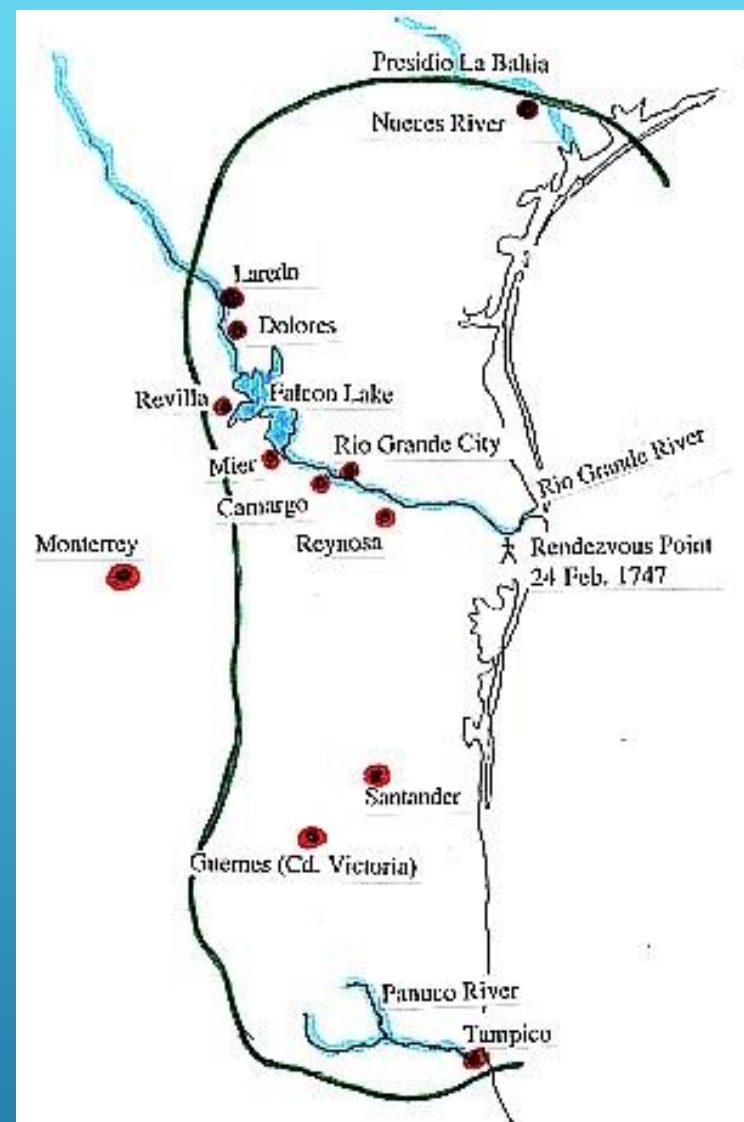 Presidio La Bahia
Nueces River
Laredo
Dolores
Revilla
Falcon Lake
Rio Grande City
Mier
Camargo
Reynosa
Rio Grande River
Monterrey
Rendezvous Point
24 Feb. 1747
Santander
Guemes (Cd. Victoria)
Panuco River
Tampico